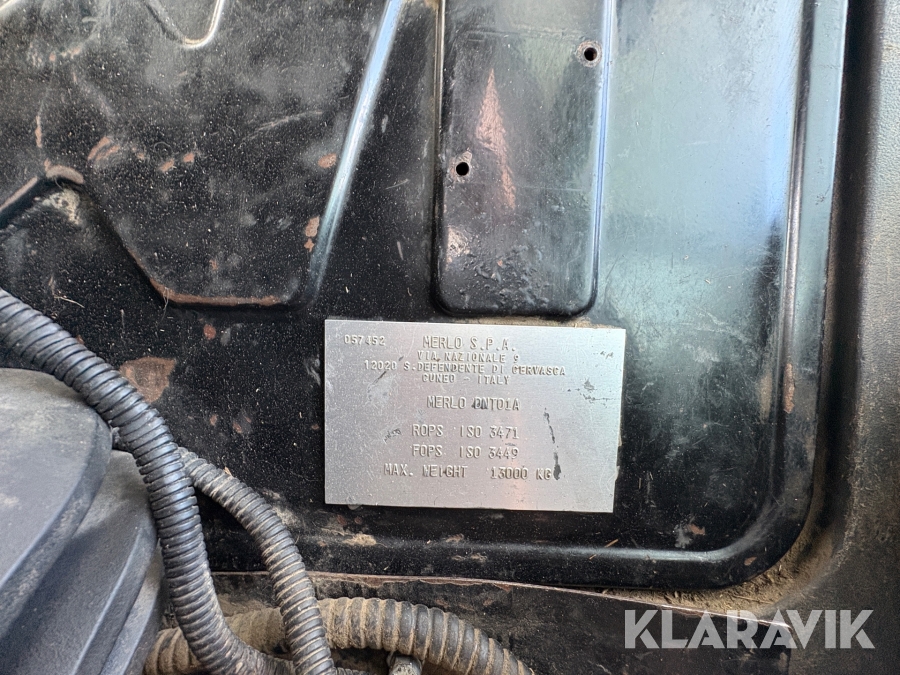 057452 MERLO S.P.A.
VIA NAZIONALE 9
12020 S.DEFENDENTE DI CERVASCA
CUNEO - ITALY
MERLO CNT01A
ROPS ISO 3471
FOPS ISO 3449
MAX. WEIGHT 13000 KG
KLARAVIK